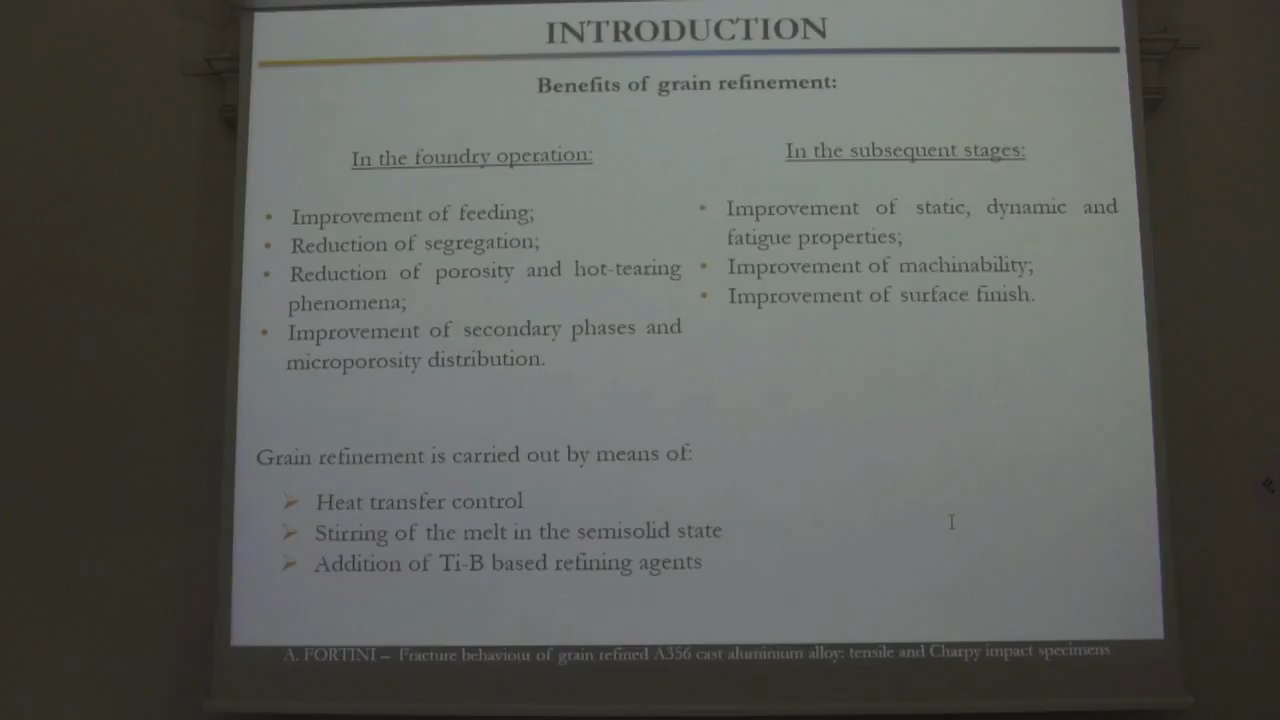 INTRODUCTION
Benefits of grain refinement:
In the foundry operation:
• Improvement of feeding;
• Reduction of segregation;
• Reduction of porosity and hot-tearing
phenomena;
• Improvement of secondary phases and
microporosity distribution.
In the subsequent stages:
• Improvement of static, dynamic and
fatigue properties;
• Improvement of machinability;
• Improvement of surface finish.
Grain refinement is carried out by means of:
➢ Heat transfer control
➢ Stirring of the melt in the semisolid state
➢ Addition of Ti-B based refining agents
A. FORTINI – Fracture behaviour of grain refined A356 cast aluminium alloy: tensile and Charpy impact specimens